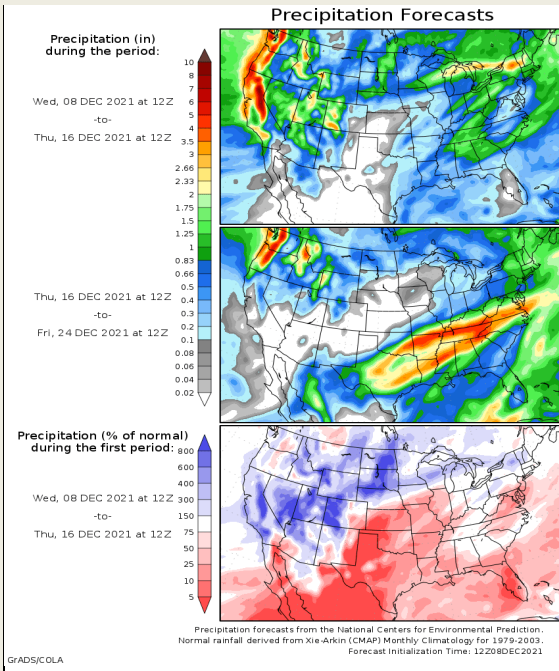 Precipitation Forecasts
Precipitation (in)
during the period:
Wed, 08 DEC 2021 at 12Z
-to-
Thu, 16 DEC 2021 at 12Z
10
8
7
6
5
4
3.5
3
2.66
2.33
2
1.75
1.5
1.25
1
0.83
0.66
0.5
0.4
0.3
0.2
0.1
0.08
0.06
0.04
0.02
Thu, 16 DEC 2021 at 12Z
-to-
Fri, 24 DEC 2021 at 12Z
Precipitation (% of normal)
during the first period:
Wed, 08 DEC 2021 at 12Z
-to-
Thu, 16 DEC 2021 at 12Z
800
600
400
300
150
75
50
25
10
5
Precipitation forecasts from the National Centers for Environmental Prediction.
Normal rainfall derived from Xie-Arkin (CMAP) Monthly Climatology for 1979-2003.
Forecast Initialization Time: 12Z08DEC2021
GrADS/COLA